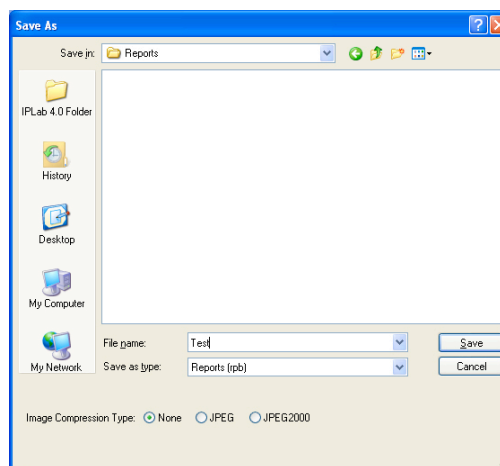 Save As
Save in: Reports
IPLab 4.0 Folder
History
Desktop
My Computer
My Network
File name: Test Save
Save as type: Reports (rpb) Cancel
Image Compression Type: None JPEG JPEG2000